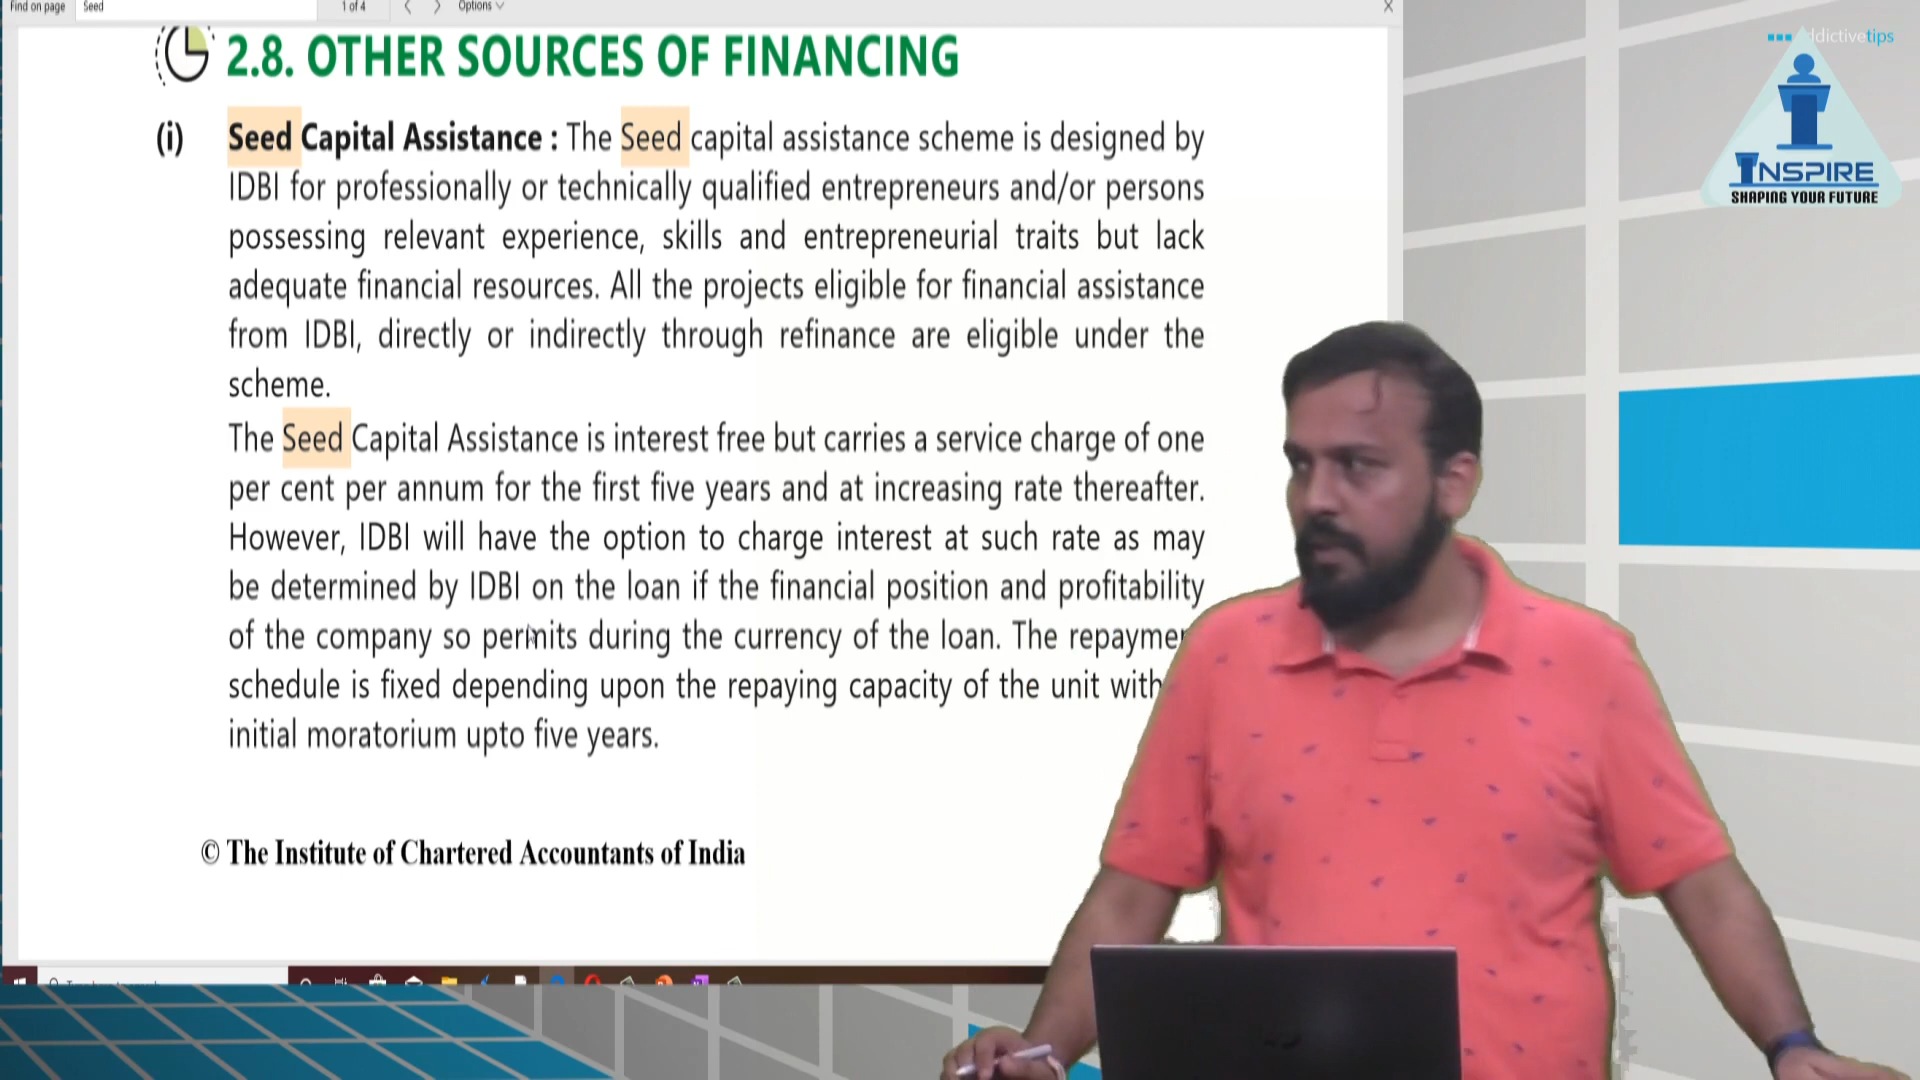 Find on page Seed 1 of 4 Options
2.8. OTHER SOURCES OF FINANCING
(i) Seed Capital Assistance : The Seed capital assistance scheme is designed by
IDBI for professionally or technically qualified entrepreneurs and/or persons
possessing relevant experience, skills and entrepreneurial traits but lack
adequate financial resources. All the projects eligible for financial assistance
from IDBI, directly or indirectly through refinance are eligible under the
scheme.
The Seed Capital Assistance is interest free but carries a service charge of one
per cent per annum for the first five years and at increasing rate thereafter.
However, IDBI will have the option to charge interest at such rate as may
be determined by IDBI on the loan if the financial position and profitability
of the company so permits during the currency of the loan. The
schedule is fixed depending upon the repaying capacity of the unit
initial moratorium upto five years.
© The Institute of Chartered Accountants of India
INSPIRE
SHAPING YOUR FUTURE